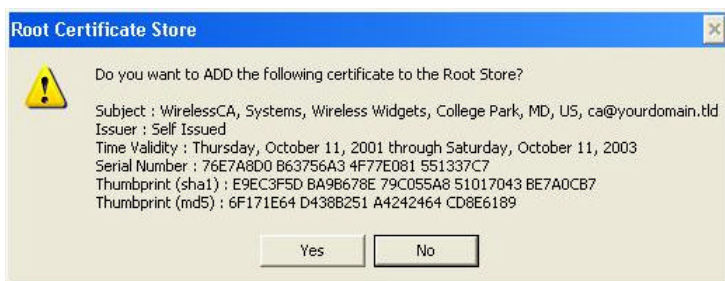 Root Certificate Store
Do you want to ADD the following certificate to the Root Store?
Subject : WirelessCA, Systems, Wireless Widgets, College Park, MD, US, ca@yourdomain.tld
Issuer : Self Issued
Time Validity : Thursday, October 11, 2001 through Saturday, October 11, 2003
Serial Number : 76E7A8D0 B63756A3 4F77E081 551337C7
Thumbprint (sha1) : E9EC3F5D BA9B678E 79C055A8 51017043 BE7A0CB7
Thumbprint (md5) : 6F171E64 D438B251 A4242464 CD8E6189
Yes No